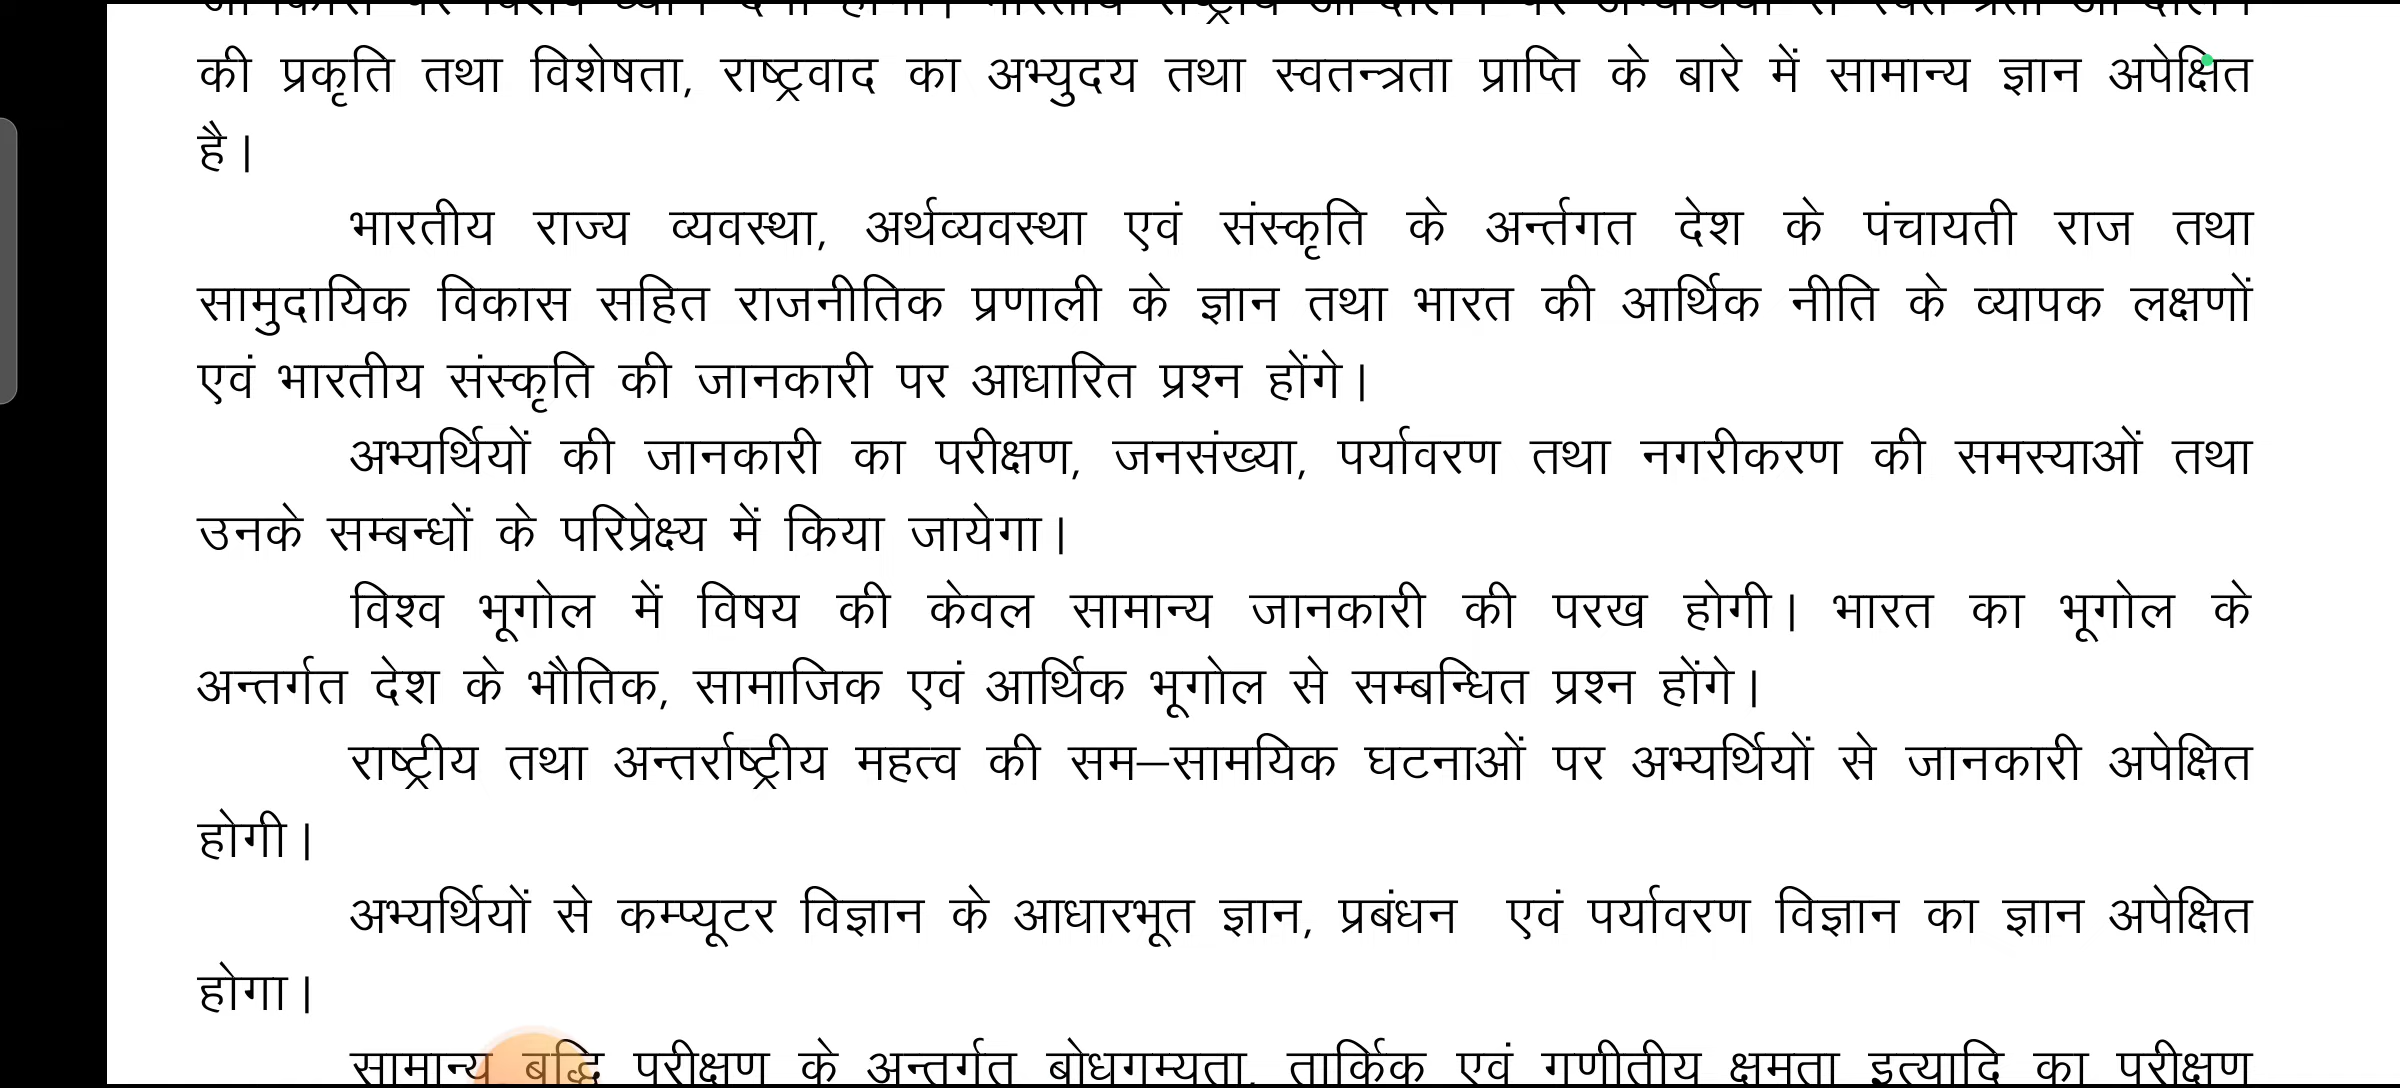 की प्रकृति तथा विशेषता, राष्ट्रवाद का अभ्युदय तथा स्वतन्त्रता प्राप्ति के बारे में सामान्य ज्ञान अपेक्षित
है।
भारतीय राज्य व्यवस्था, अर्थव्यवस्था एवं संस्कृति के अर्न्तगत देश के पंचायती राज तथा
सामुदायिक विकास सहित राजनीतिक प्रणाली के ज्ञान तथा भारत की आर्थिक नीति के व्यापक लक्षणों
एवं भारतीय संस्कृति की जानकारी पर आधारित प्रश्न होंगे।
अभ्यर्थियों की जानकारी का परीक्षण, जनसंख्या, पर्यावरण तथा नगरीकरण की समस्याओं तथा
उनके सम्बन्धों के परिप्रेक्ष्य में किया जायेगा।
विश्व भूगोल में विषय की केवल सामान्य जानकारी की परख होगी। भारत का भूगोल के
अन्तर्गत देश के भौतिक, सामाजिक एवं आर्थिक भूगोल से सम्बन्धित प्रश्न होंगे।
राष्ट्रीय तथा अन्तर्राष्ट्रीय महत्व की सम–सामयिक घटनाओं पर अभ्यर्थियों से जानकारी अपेक्षित
होगी।
अभ्यर्थियों से कम्प्यूटर विज्ञान के आधारभूत ज्ञान, प्रबंधन एवं पर्यावरण विज्ञान का ज्ञान अपेक्षित
होगा।
सामान्य बुद्धि परीक्षण के अन्तर्गत बोधगम्यता, तार्किक एवं गणीतीय क्षमता इत्यादि का परीक्षण